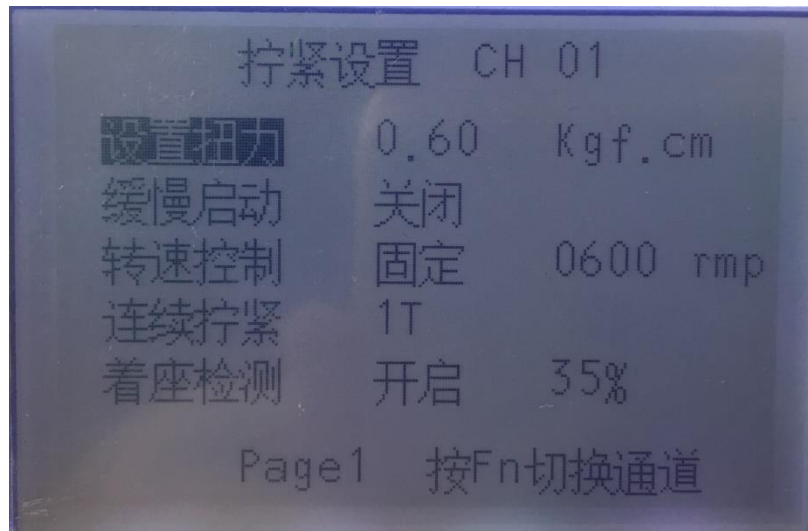 拧紧设置 CH 01
设置扭力 0.60 Kgf.cm
缓慢启动 关闭
转速控制 固定 0600 rmp
连续拧紧 1T
着座检测 开启 35%
Page1 按Fn切换通道